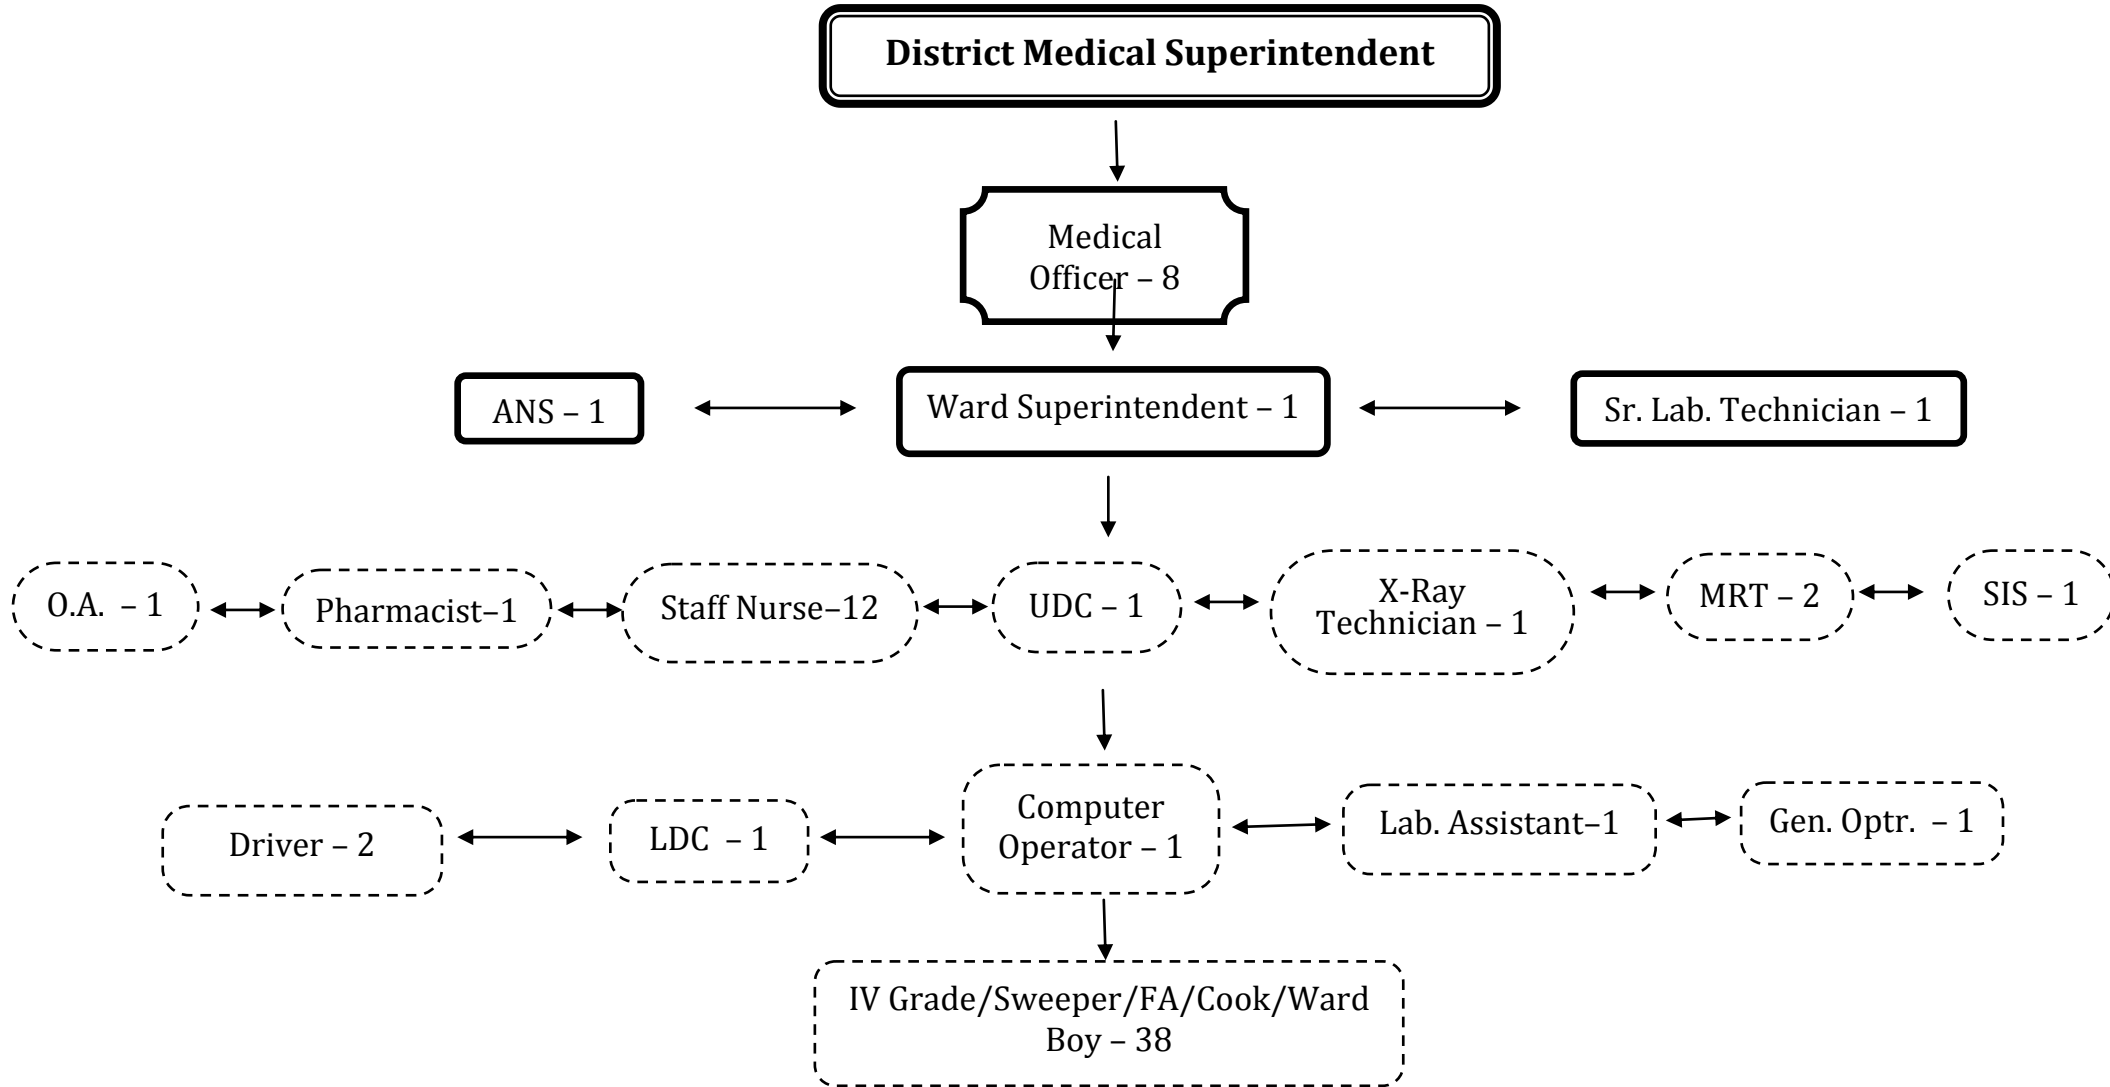 District Medical Superintendent
Medical
Officer – 8
ANS – 1
Ward Superintendent – 1
Sr. Lab. Technician – 1
O.A. – 1
Pharmacist–1
Staff Nurse–12
UDC – 1
X-Ray
Technician – 1
MRT – 2
SIS – 1
Driver – 2
LDC – 1
Computer
Operator – 1
Lab. Assistant–1
Gen. Optr. – 1
IV Grade/Sweeper/FA/Cook/Ward
Boy – 38